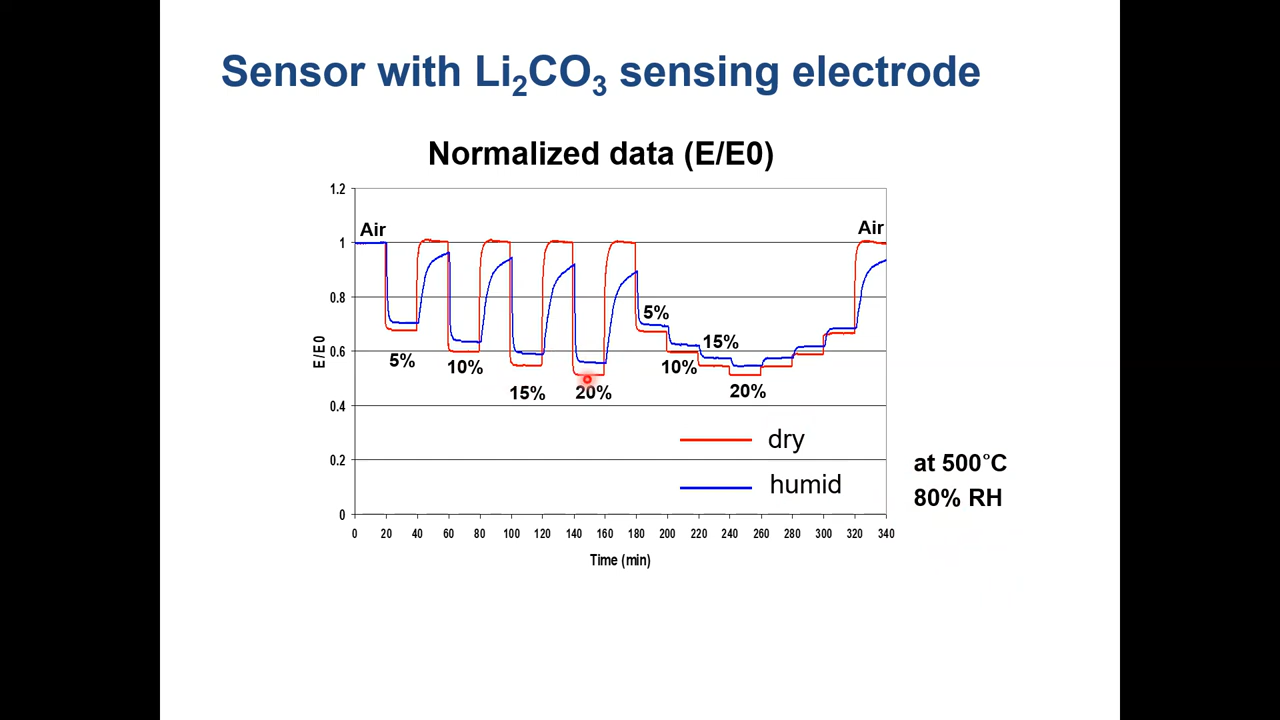 Sensor with Li₂CO₃ sensing electrode
Normalized data (E/E0)
1.2
1
0.8
0.6
0.4
0.2
0
E/E0
Air
Air
5%
10%
15%
20%
5%
10%
15%
20%
dry
humid
at 500°C
80% RH
0 20 40 60 80 100 120 140 160 180 200 220 240 260 280 300 320 340
Time (min)